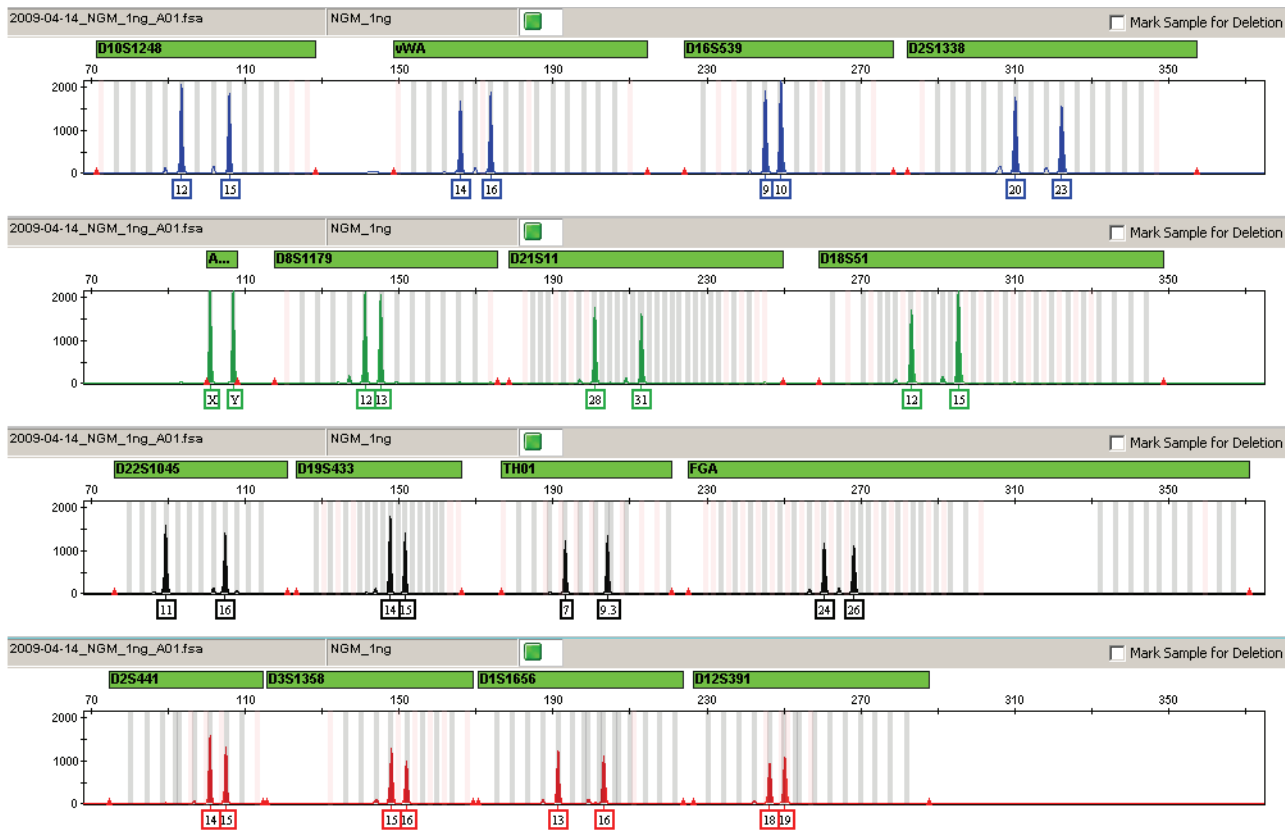 2009-04-14_NGM_1ng_A01.fsa NGM_1ng Mark Sample for Deletion
D10S1248 vWA D16S539 D2S1338
70 110 150 190 230 270 310 350
2000
1000
0
12 15 14 16 9 10 20 23
2009-04-14_NGM_1ng_A01.fsa NGM_1ng Mark Sample for Deletion
A... D8S1179 D21S11 D18S51
70 110 150 190 230 270 310 350
2000
1000
0
X Y 12 13 28 31 12 15
2009-04-14_NGM_1ng_A01.fsa NGM_1ng Mark Sample for Deletion
D22S1045 D19S433 TH01 FGA
70 110 150 190 230 270 310 350
2000
1000
0
11 16 14 15 7 9.3 24 26
2009-04-14_NGM_1ng_A01.fsa NGM_1ng Mark Sample for Deletion
D2S441 D3S1358 D1S1656 D12S391
70 110 150 190 230 270 310 350
2000
1000
0
14 15 15 16 13 16 18 19